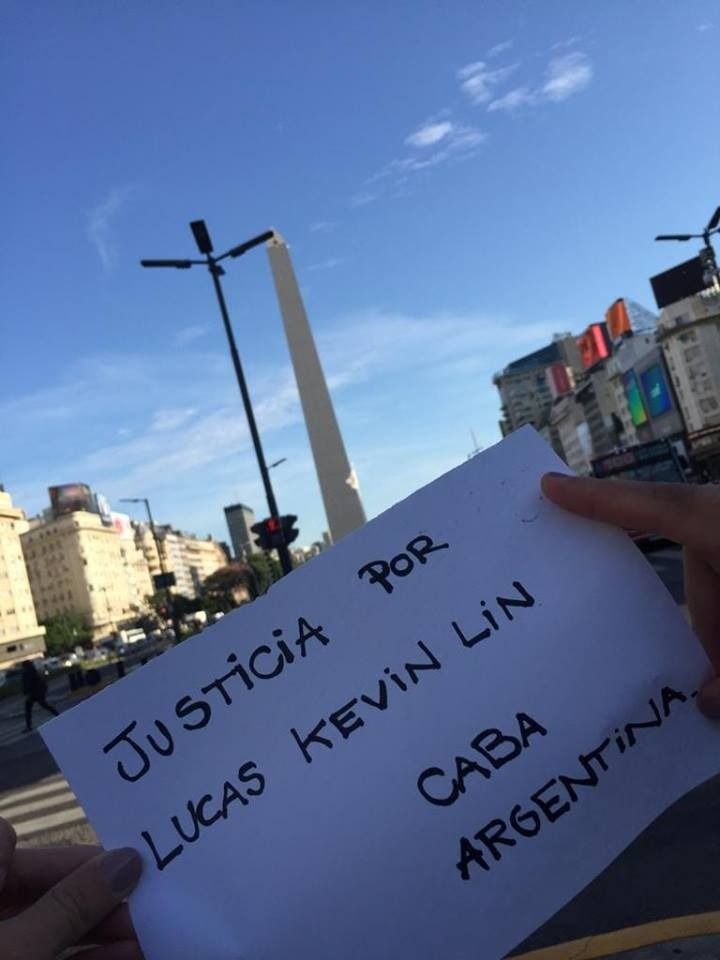 JUSTICIA POR
LUCAS KEVIN LIN
CABA
ARGENTINA.